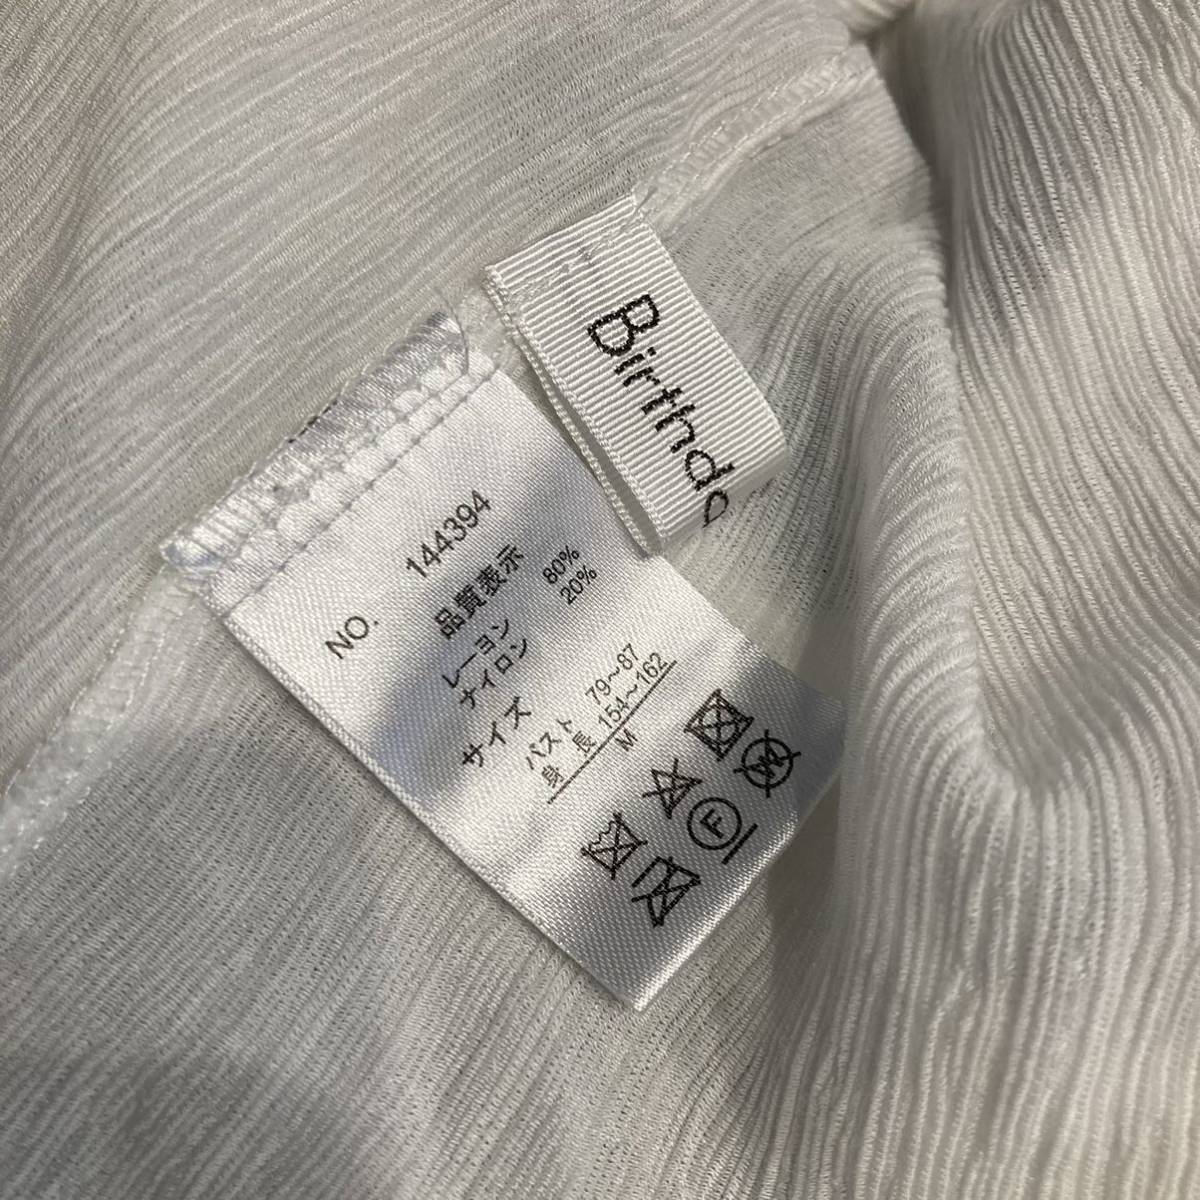 Birthda
NO. 144394
品質表示
レーヨン 80%
ナイロン 20%
サイズ
バスト 79～87
身長 154～162
M
F
W